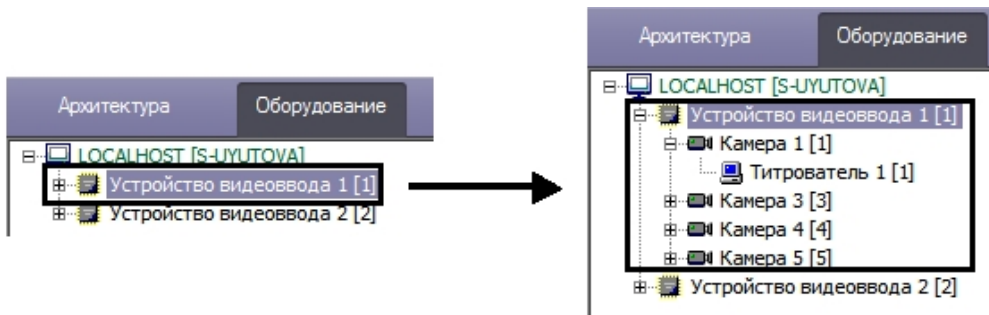 Архитектура Оборудование
LOCALHOST [S-UYUTOVA]
Устройство видеоввода 1 [1]
Устройство видеоввода 2 [2]
Архитектура Оборудование
LOCALHOST [S-UYUTOVA]
Устройство видеоввода 1 [1]
Камера 1 [1]
Титрователь 1 [1]
Камера 3 [3]
Камера 4 [4]
Камера 5 [5]
Устройство видеоввода 2 [2]